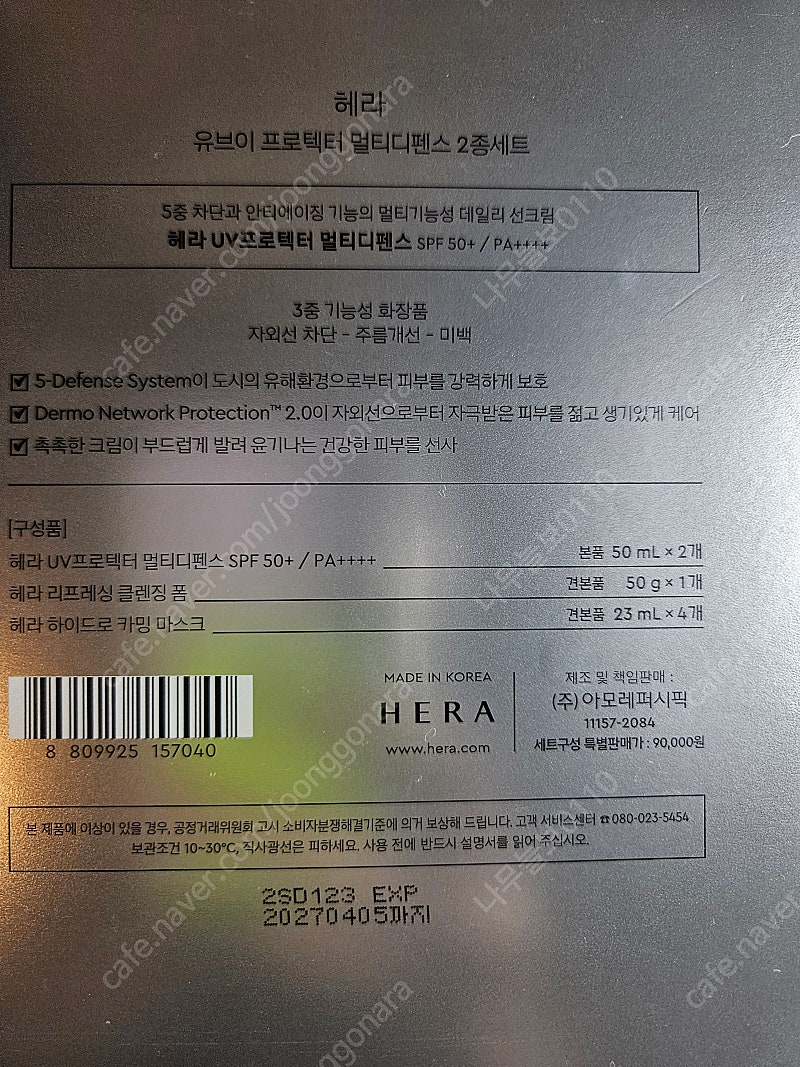 헤라
유브이 프로텍터 멀티디펜스 2종세트
5중 차단과 안티에이징 기능의 멀티기능성 데일리 선크림
헤라 UV프로텍터 멀티디펜스 SPF 50+ / PA++++
3중 기능성 화장품
자외선 차단 - 주름개선 - 미백
5-Defense System이 도시의 유해환경으로부터 피부를 강력하게 보호
Dermo Network Protection™ 2.0이 자외선으로부터 자극받은 피부를 젊고 생기있게 케어
촉촉한 크림이 부드럽게 발려 윤기나는 건강한 피부를 선사
[구성품]
헤라 UV프로텍터 멀티디펜스 SPF 50+ / PA++++ 본품 50 mL × 2개
헤라 리프레싱 클렌징 폼 견본품 50 g × 1개
헤라 하이드로 카밍 마스크 견본품 23 mL × 4개
8 809925 157040
MADE IN KOREA
HERA
www.hera.com
제조 및 책임판매 :
(주)아모레퍼시픽
11157-2084
세트구성 특별판매가 : 90,000원
본 제품에 이상이 있을 경우, 공정거래위원회 고시 소비자분쟁해결기준에 의거 보상해 드립니다. 고객 서비스센터 ☎080-023-5454
보관조건 10~30℃, 직사광선은 피하세요. 사용 전에 반드시 설명서를 읽어 주십시오.
2SD123 EXP
20270405까지
cafe.naver.com/joonggonara
나무늘보0110